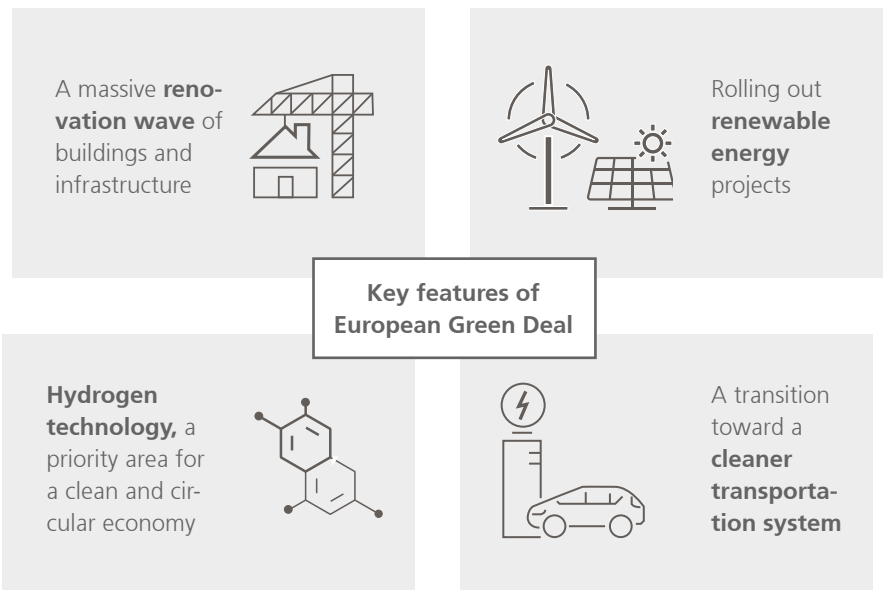 A massive reno-
vation wave of
buildings and
infrastructure
Rolling out
renewable
energy
projects
Key features of
European Green Deal
Hydrogen
technology, a
priority area for
a clean and cir-
cular economy
A transition
toward a
cleaner
transporta-
tion system